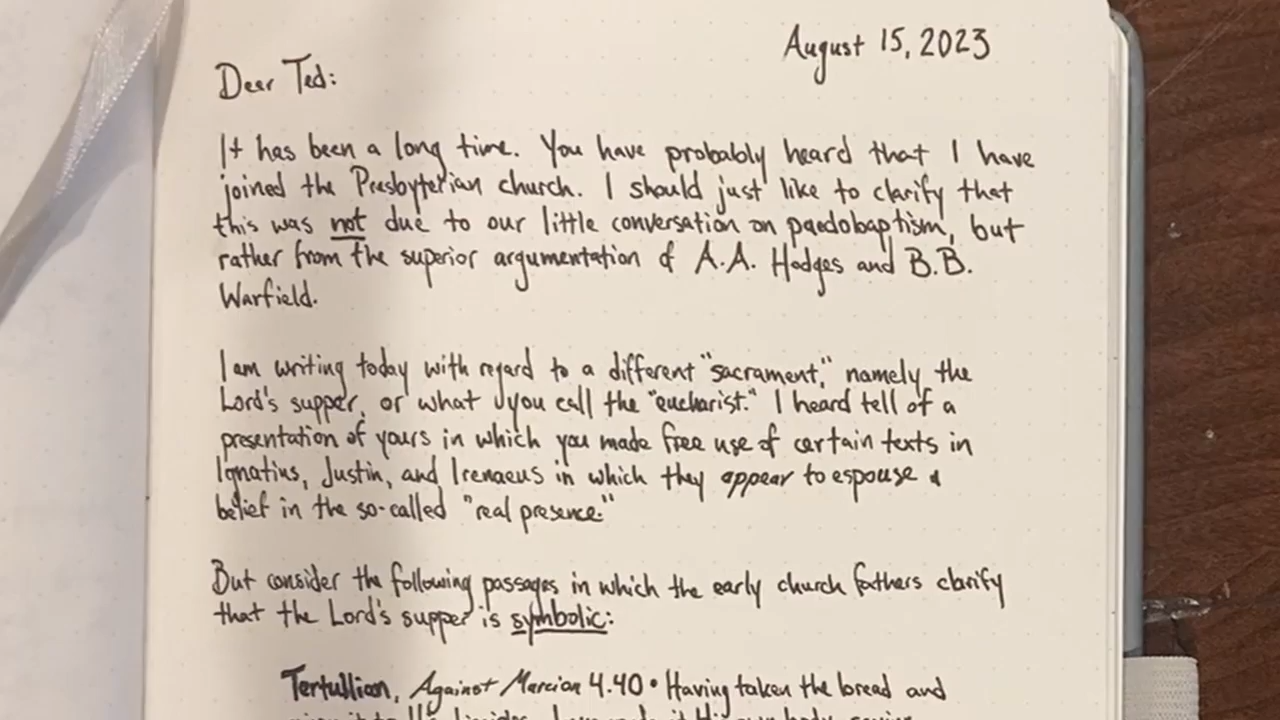 August 15, 2023
Dear Ted:
It has been a long time. You have probably heard that I have
joined the Presbyterian church. I should just like to clarify that
this was not due to our little conversation on paedobaptism, but
rather from the superior argumentation of A.A. Hodges and B.B.
Warfield.
I am writing today with regard to a different "sacrament," namely the
Lord's supper, or what you call the "eucharist." I heard tell of a
presentation of yours in which you made free use of certain texts in
Ignatius, Justin, and Irenaeus in which they appear to espouse a
belief in the so-called "real presence."
But consider the following passages in which the early church fathers clarify
that the Lord's supper is symbolic:
Tertullian, Against Marcion 4.40 • Having taken the bread and